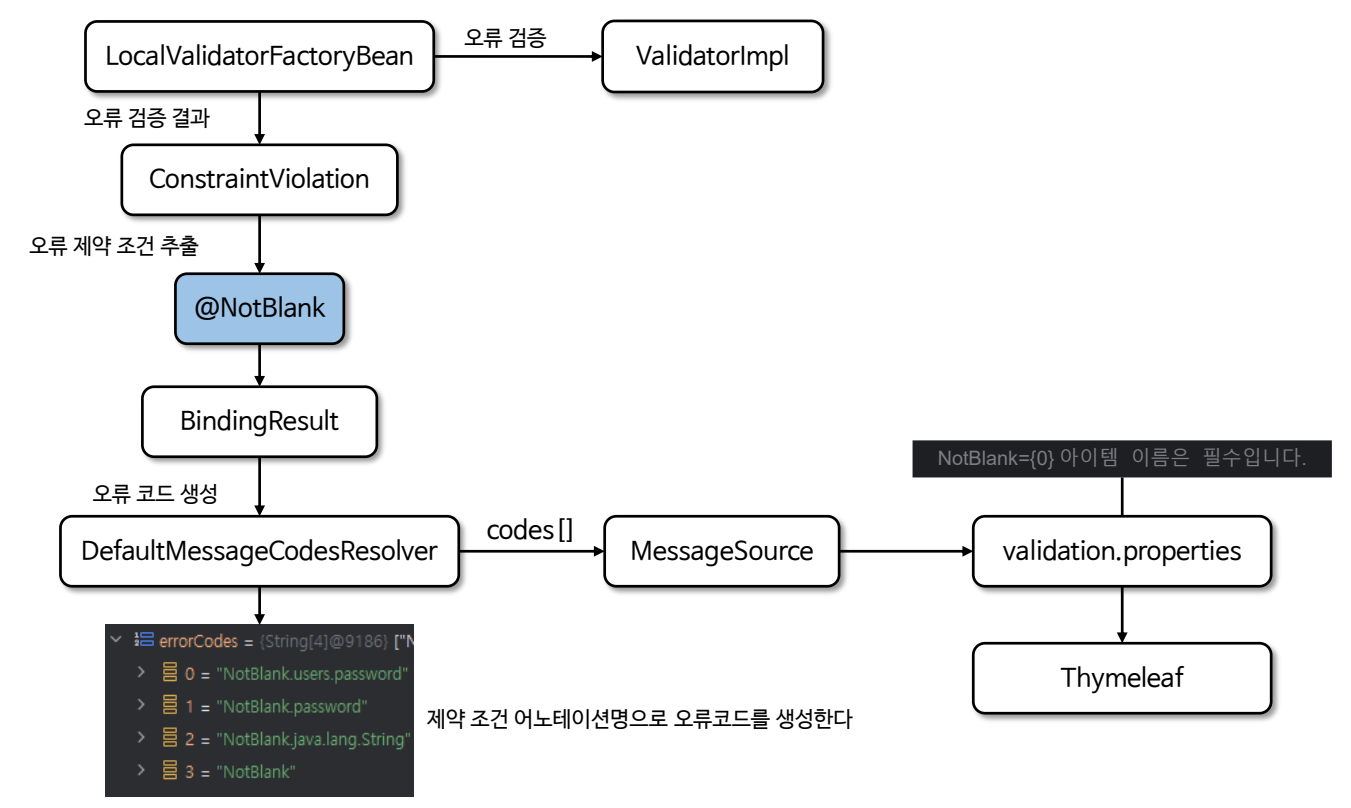 LocalValidatorFactoryBean
오류 검증
ValidatorImpl
오류 검증 결과
ConstraintViolation
오류 제약 조건 추출
@NotBlank
BindingResult
NotBlank={0} 아이템 이름은 필수입니다.
오류 코드 생성
DefaultMessageCodesResolver
codes[]
MessageSource
validation.properties
errorCodes = {String[4]@9186} ["N
0 = "NotBlank.users.password"
1 = "NotBlank.password"
2 = "NotBlank.java.lang.String"
3 = "NotBlank"
제약 조건 어노테이션명으로 오류코드를 생성한다
Thymeleaf